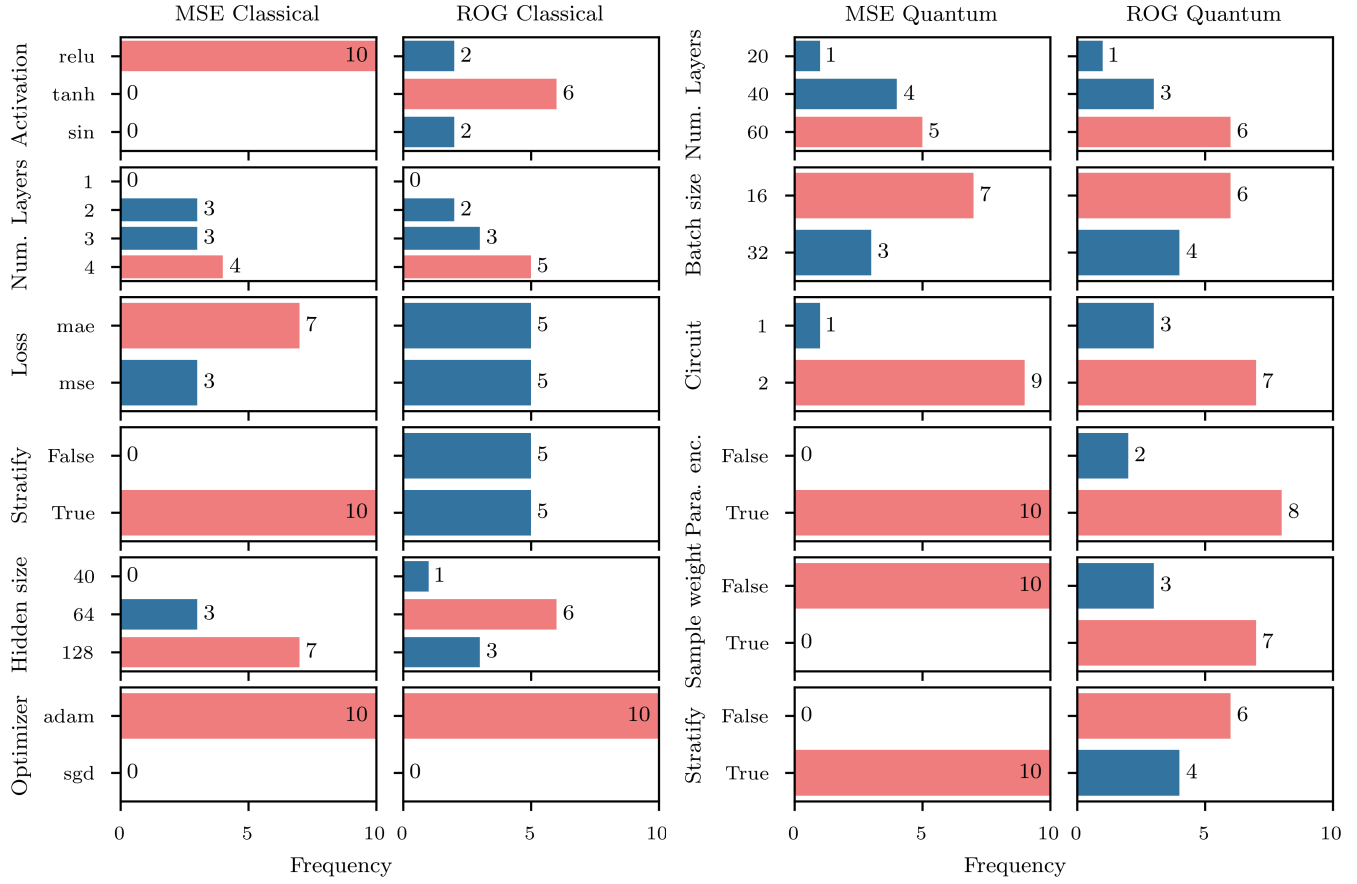 MSE Classical
ROG Classical
MSE Quantum
ROG Quantum
Activation
relu 10 2
tanh 0 6
sin 0 2
Num. Layers
20 1 1
40 4 3
60 5 6
Num. Layers
1 0 0
2 3 2
3 3 3
4 4 5
Batch size
16 7 6
32 3 4
Loss
mae 7 5
mse 3 5
Circuit
1 1 3
2 9 7
Stratify
False 0 5
True 10 5
Para. enc.
False 0 2
True 10 8
Hidden size
40 0 1
64 3 6
128 7 3
Sample weight
False 10 3
True 0 7
Optimizer
adam 10 10
sgd 0 0
Stratify
False 0 6
True 10 4
0 5 10 0 5 10
Frequency
0 5 10 0 5 10
Frequency